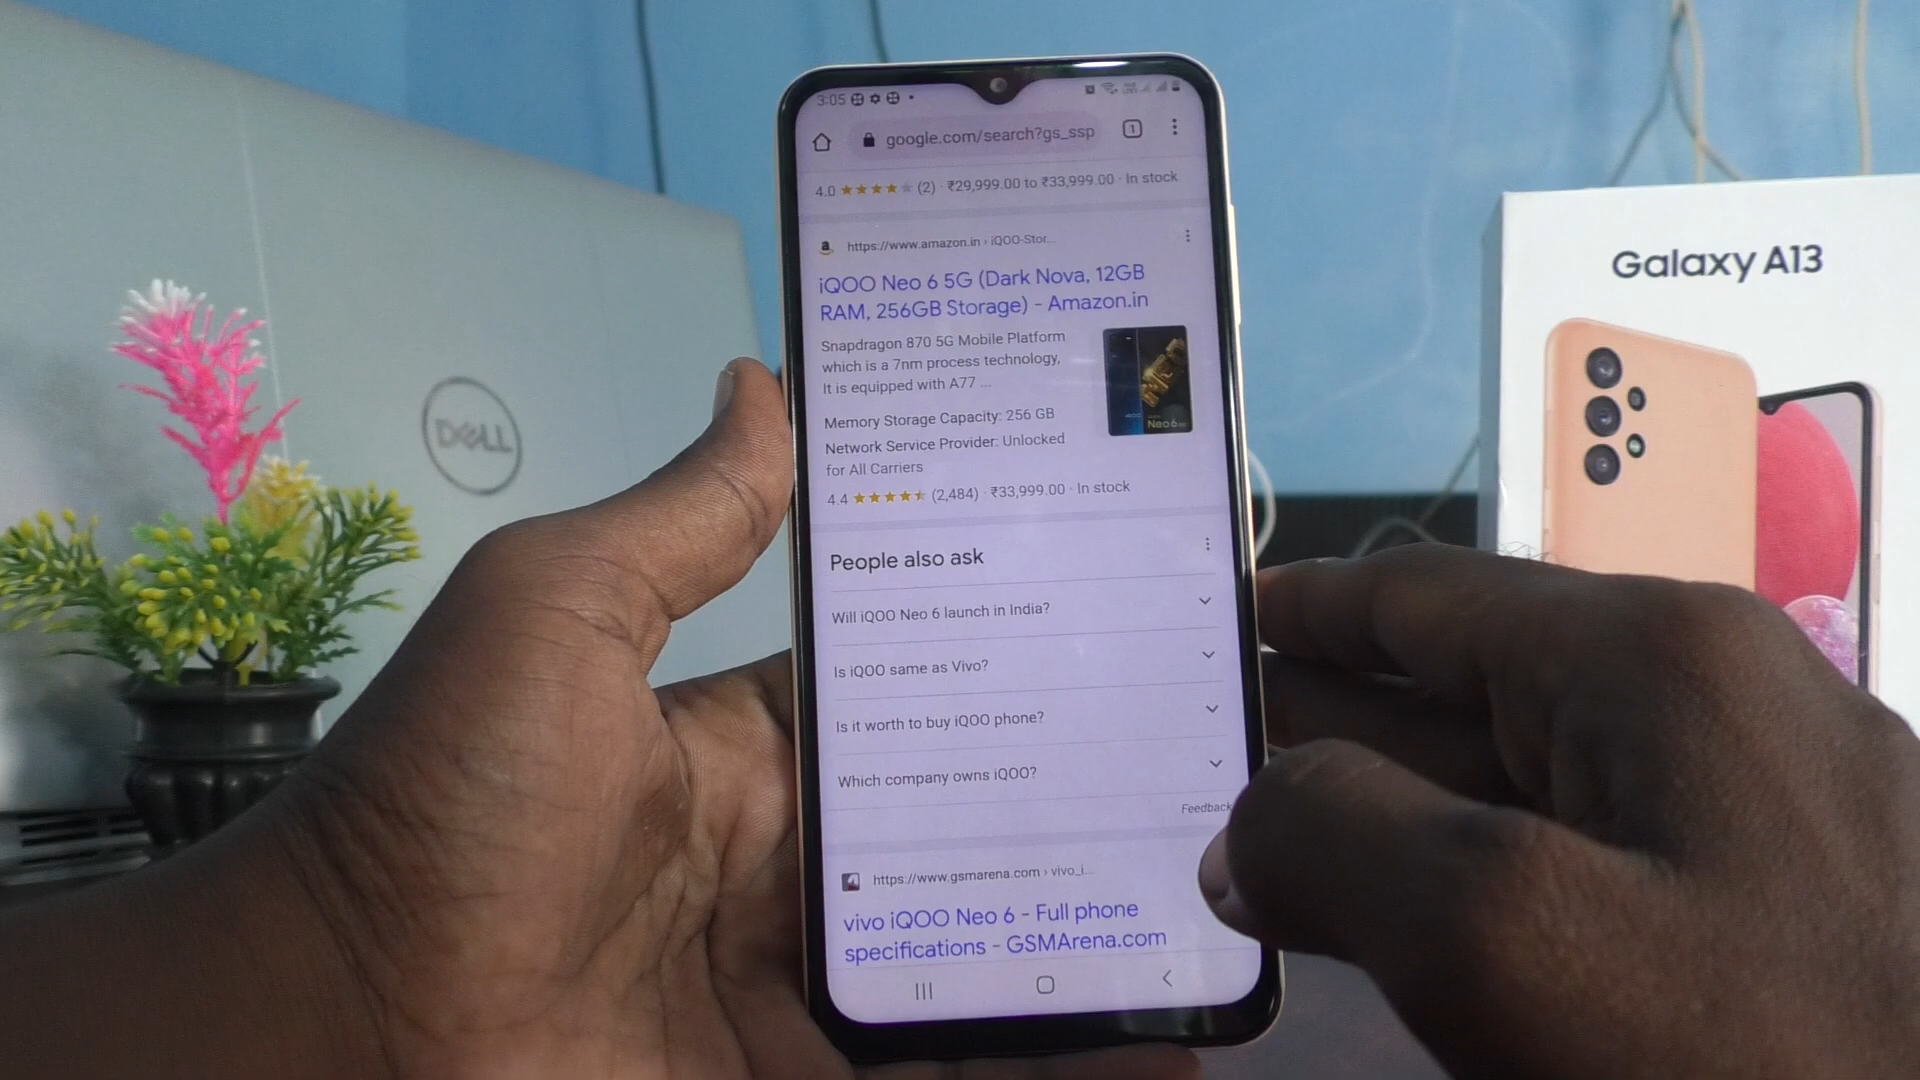 3:05
google.com/search?gs_ssp
1
4.0 (2) · ₹29,999.00 to ₹33,999.00 · In stock
https://www.amazon.in › iQOO-Stor...
iQOO Neo 6 5G (Dark Nova, 12GB
RAM, 256GB Storage) - Amazon.in
Snapdragon 870 5G Mobile Platform
which is a 7nm process technology,
It is equipped with A77 ...
Memory Storage Capacity: 256 GB
Network Service Provider: Unlocked
for All Carriers
Neo 6
4.4 (2,484) · ₹33,999.00 · In stock
People also ask
Will iQOO Neo 6 launch in India?
Is iQOO same as Vivo?
Is it worth to buy iQOO phone?
Which company owns iQOO?
Feedback
https://www.gsmarena.com › vivo_i...
vivo iQOO Neo 6 - Full phone
specifications - GSMArena.com
DELL
Galaxy A13